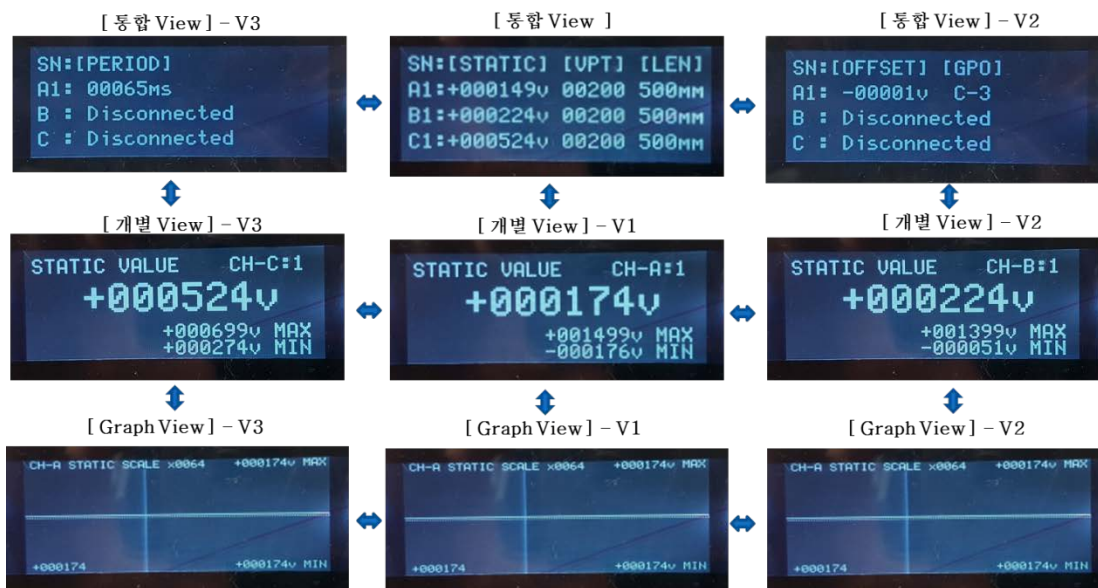 [ 통합 View ] – V3
SN:[PERIOD]
A1: 00065ms
B : Disconnected
C : Disconnected
[ 통합 View ]
SN:[STATIC] [VPT] [LEN]
A1:+000149v 00200 500мм
B1:+000224v 00200 500мм
C1:+000524v 00200 500мм
[ 통합 View ] – V2
SN:[OFFSET] [GPO]
A1: -00001v C-3
B : Disconnected
C : Disconnected
[ 개별 View ] – V3
STATIC VALUE CH-C:1
+000524v
+000699v MAX
+000274v MIN
[ 개별 View ] – V1
STATIC VALUE CH-A:1
+000174v
+001499v MAX
-000176v MIN
[ 개별 View ] – V2
STATIC VALUE CH-B:1
+000224v
+001399v MAX
-000051v MIN
[ Graph View ] – V3
CH-A STATIC SCALE x0064 +000174v MAX
+000174 +000174v MIN
[ Graph View ] – V1
CH-A STATIC SCALE x0064 +000174v MAX
+000174 +000174v MIN
[ Graph View ] – V2
CH-A STATIC SCALE x0064 +000174v MAX
+000174 +000174v MIN